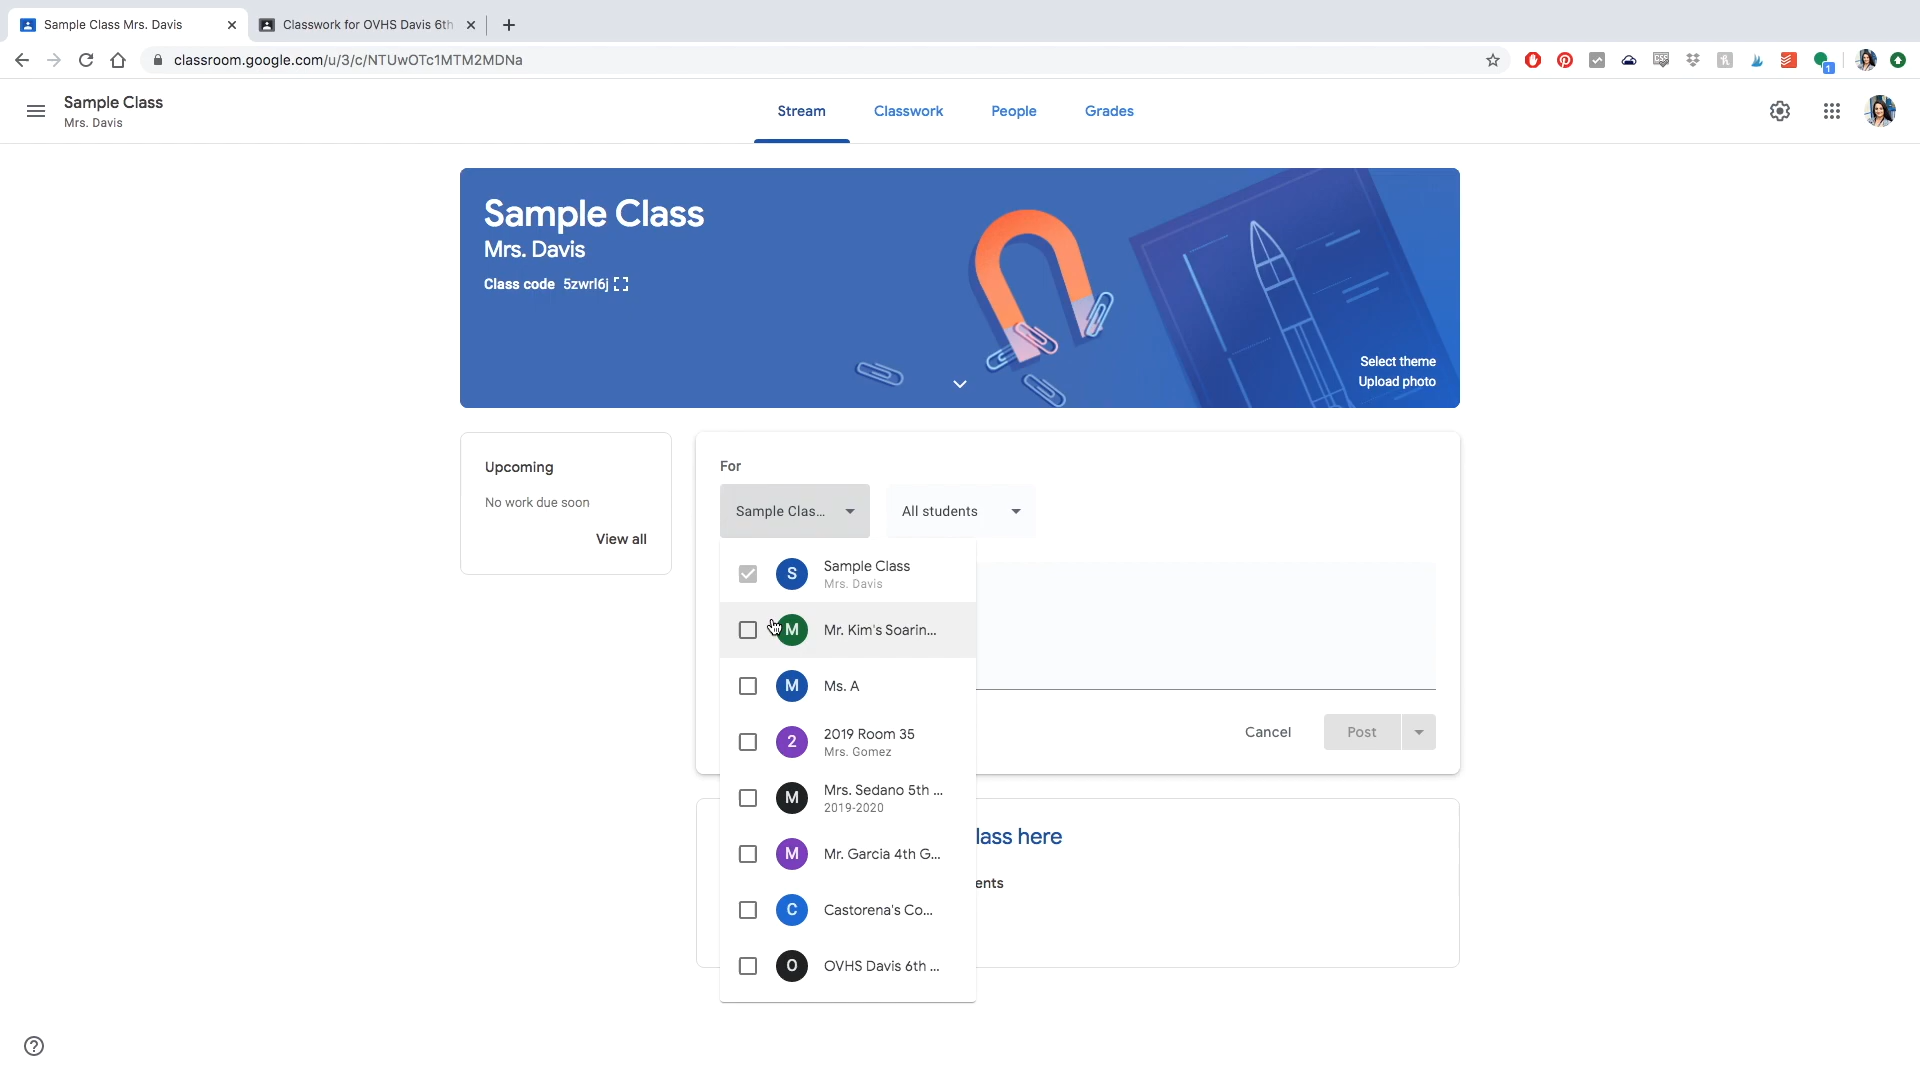 Sample Class Mrs. Davis
Classwork for OVHS Davis 6th
classroom.google.com/u/3/c/NTUwOTc1MTM2MDNa
1
Sample Class
Mrs. Davis
Stream
Classwork
People
Grades
Sample Class
Mrs. Davis
Class code 5zwrl6j
Select theme
Upload photo
Upcoming
No work due soon
View all
For
Sample Clas...
All students
S
Sample Class
Mrs. Davis
M
Mr. Kim's Soarin...
M
Ms. A
2
2019 Room 35
Mrs. Gomez
Cancel
Post
M
Mrs. Sedano 5th ...
2019-2020
lass here
M
Mr. Garcia 4th G...
ents
C
Castorena's Co...
O
OVHS Davis 6th ...